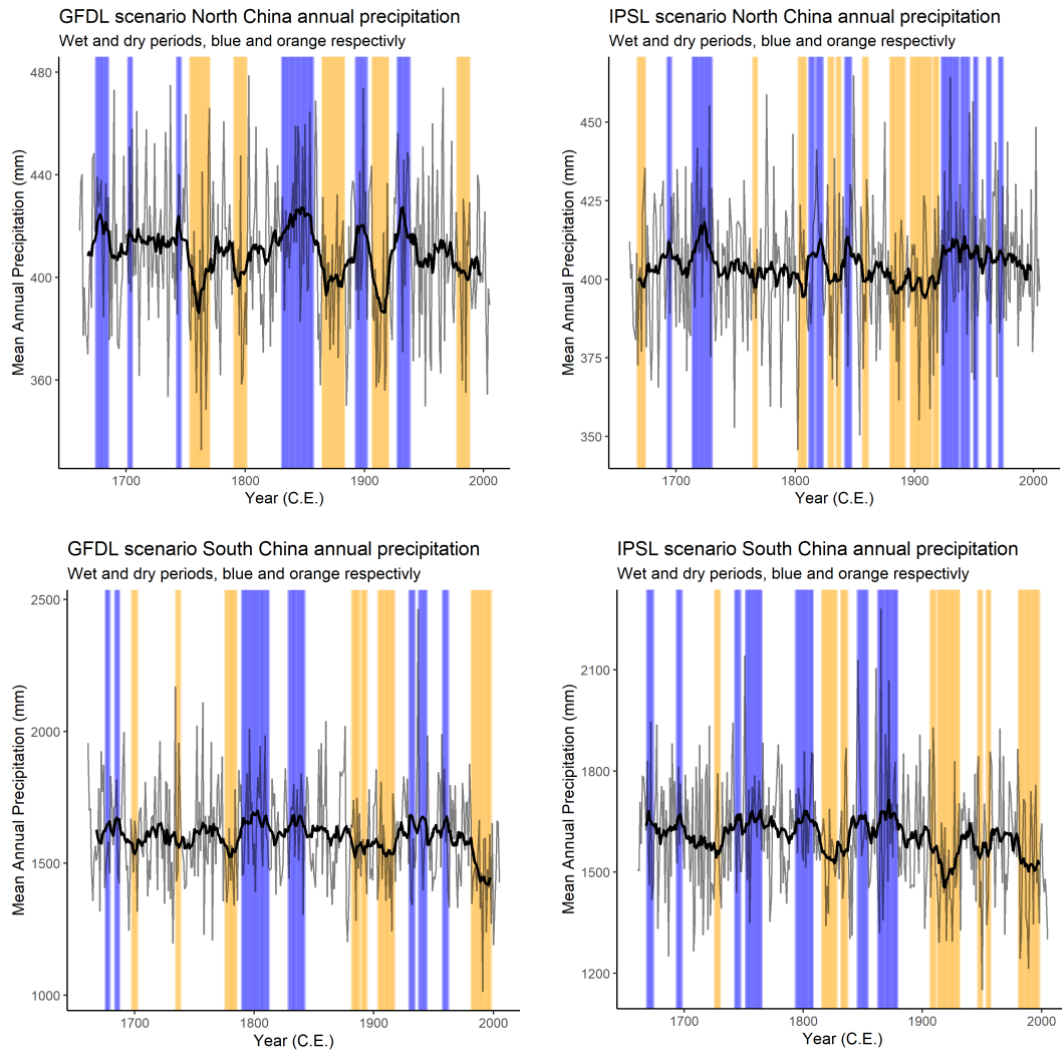 GFDL scenario North China annual precipitation
Wet and dry periods, blue and orange respectivly
Mean Annual Precipitation (mm)
480
440
400
360
1700
1800
1900
2000
Year (C.E.)
IPSL scenario North China annual precipitation
Wet and dry periods, blue and orange respectivly
Mean Annual Precipitation (mm)
450
425
400
375
350
1700
1800
1900
2000
Year (C.E.)
GFDL scenario South China annual precipitation
Wet and dry periods, blue and orange respectivly
Mean Annual Precipitation (mm)
2500
2000
1500
1000
1700
1800
1900
2000
Year (C.E.)
IPSL scenario South China annual precipitation
Wet and dry periods, blue and orange respectivly
Mean Annual Precipitation (mm)
2100
1800
1500
1200
1700
1800
1900
2000
Year (C.E.)